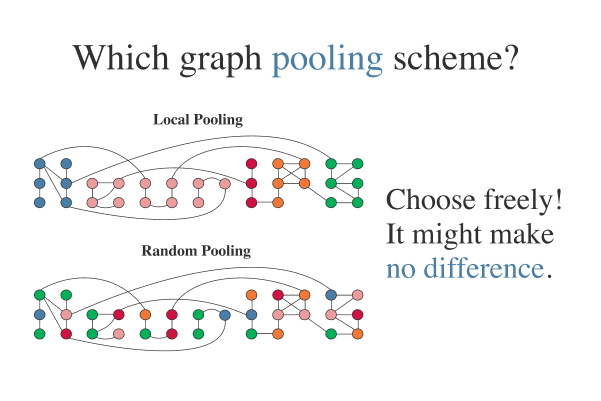 Which graph pooling scheme?
Local Pooling
Random Pooling
Choose freely!
It might make
no difference.